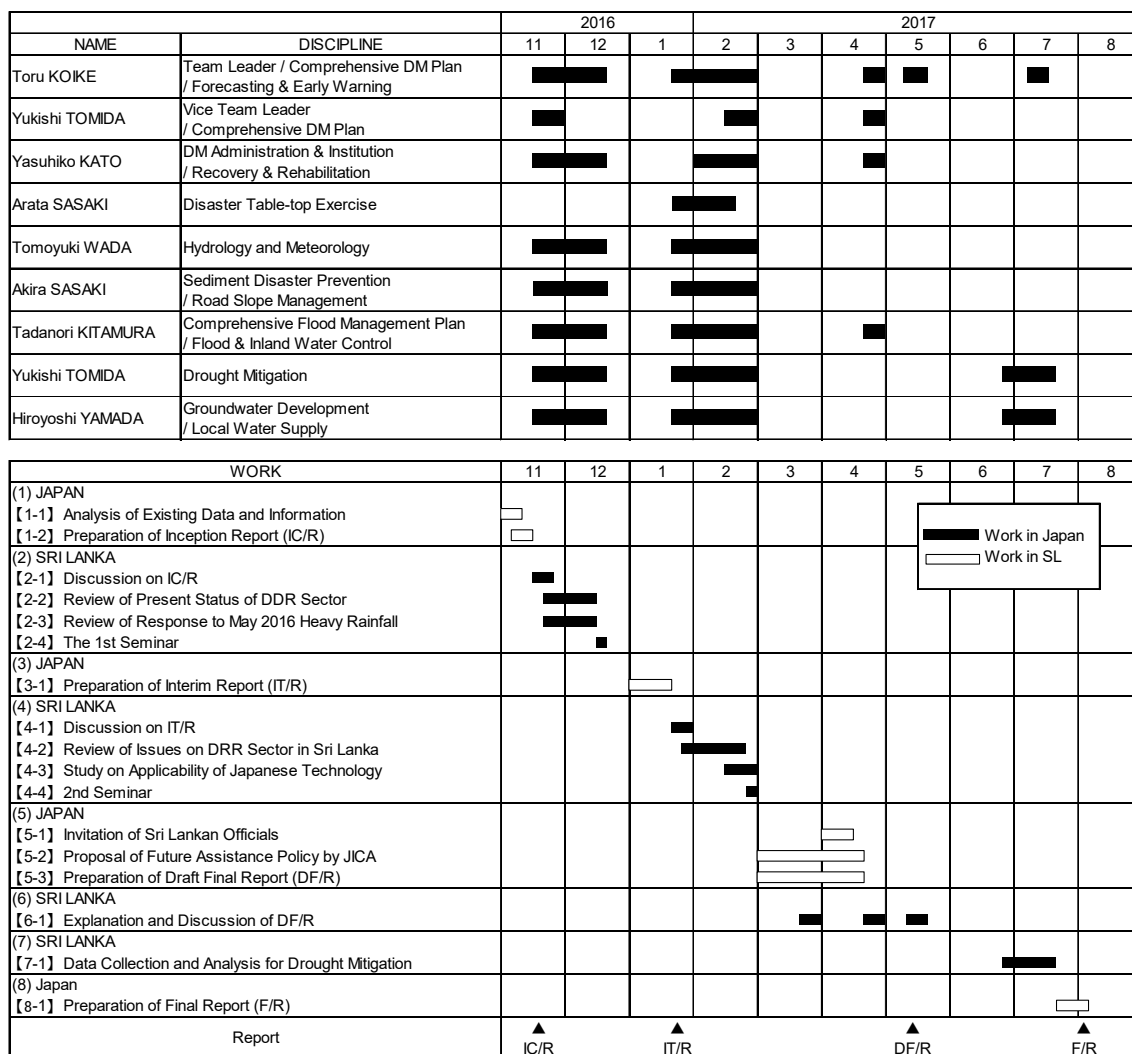 2016 2017
NAME DISCIPLINE 11 12 1 2 3 4 5 6 7 8
Toru KOIKE Team Leader / Comprehensive DM Plan
/ Forecasting & Early Warning
Yukishi TOMIDA Vice Team Leader
/ Comprehensive DM Plan
Yasuhiko KATO DM Administration & Institution
/ Recovery & Rehabilitation
Arata SASAKI Disaster Table-top Exercise
Tomoyuki WADA Hydrology and Meteorology
Akira SASAKI Sediment Disaster Prevention
/ Road Slope Management
Tadanori KITAMURA Comprehensive Flood Management Plan
/ Flood & Inland Water Control
Yukishi TOMIDA Drought Mitigation
Hiroyoshi YAMADA Groundwater Development
/ Local Water Supply
WORK 11 12 1 2 3 4 5 6 7 8
(1) JAPAN
【1-1】 Analysis of Existing Data and Information
【1-2】 Preparation of Inception Report (IC/R)
(2) SRI LANKA
【2-1】 Discussion on IC/R
【2-2】 Review of Present Status of DDR Sector
【2-3】 Review of Response to May 2016 Heavy Rainfall
【2-4】 The 1st Seminar
(3) JAPAN
【3-1】 Preparation of Interim Report (IT/R)
(4) SRI LANKA
【4-1】 Discussion on IT/R
【4-2】 Review of Issues on DRR Sector in Sri Lanka
【4-3】 Study on Applicability of Japanese Technology
【4-4】 2nd Seminar
(5) JAPAN
【5-1】 Invitation of Sri Lankan Officials
【5-2】 Proposal of Future Assistance Policy by JICA
【5-3】 Preparation of Draft Final Report (DF/R)
(6) SRI LANKA
【6-1】 Explanation and Discussion of DF/R
(7) SRI LANKA
【7-1】 Data Collection and Analysis for Drought Mitigation
(8) Japan
【8-1】 Preparation of Final Report (F/R)
Report
IC/R IT/R DF/R F/R
Work in Japan
Work in SL